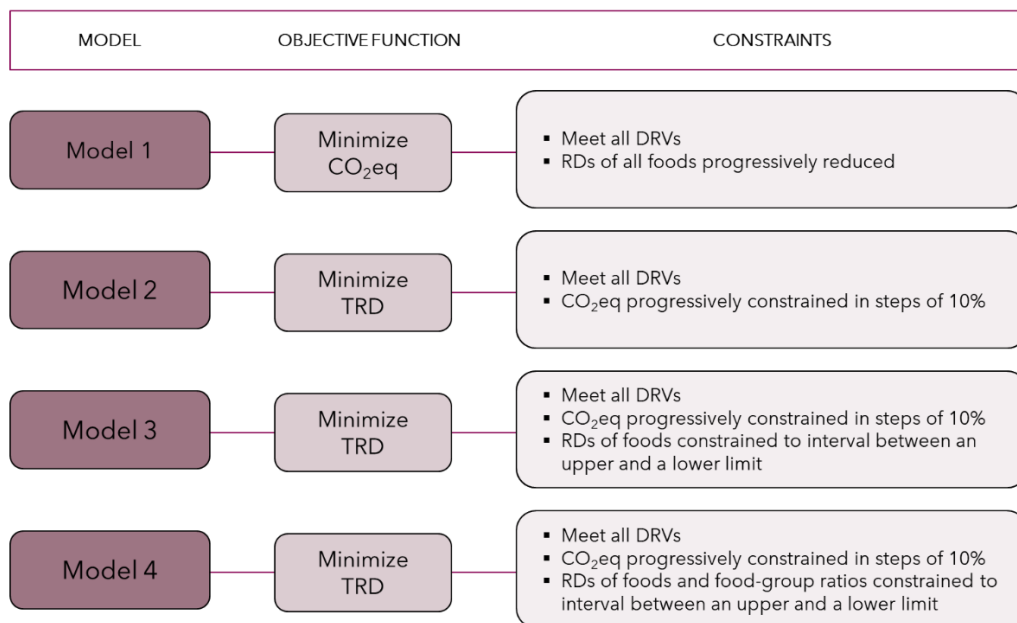 MODEL OBJECTIVE FUNCTION CONSTRAINTS
Model 1
Minimize
CO₂eq
▪ Meet all DRVs
▪ RDs of all foods progressively reduced
Model 2
Minimize
TRD
▪ Meet all DRVs
▪ CO₂eq progressively constrained in steps of 10%
Model 3
Minimize
TRD
▪ Meet all DRVs
▪ CO₂eq progressively constrained in steps of 10%
▪ RDs of foods constrained to interval between an
upper and a lower limit
Model 4
Minimize
TRD
▪ Meet all DRVs
▪ CO₂eq progressively constrained in steps of 10%
▪ RDs of foods and food-group ratios constrained to
interval between an upper and a lower limit